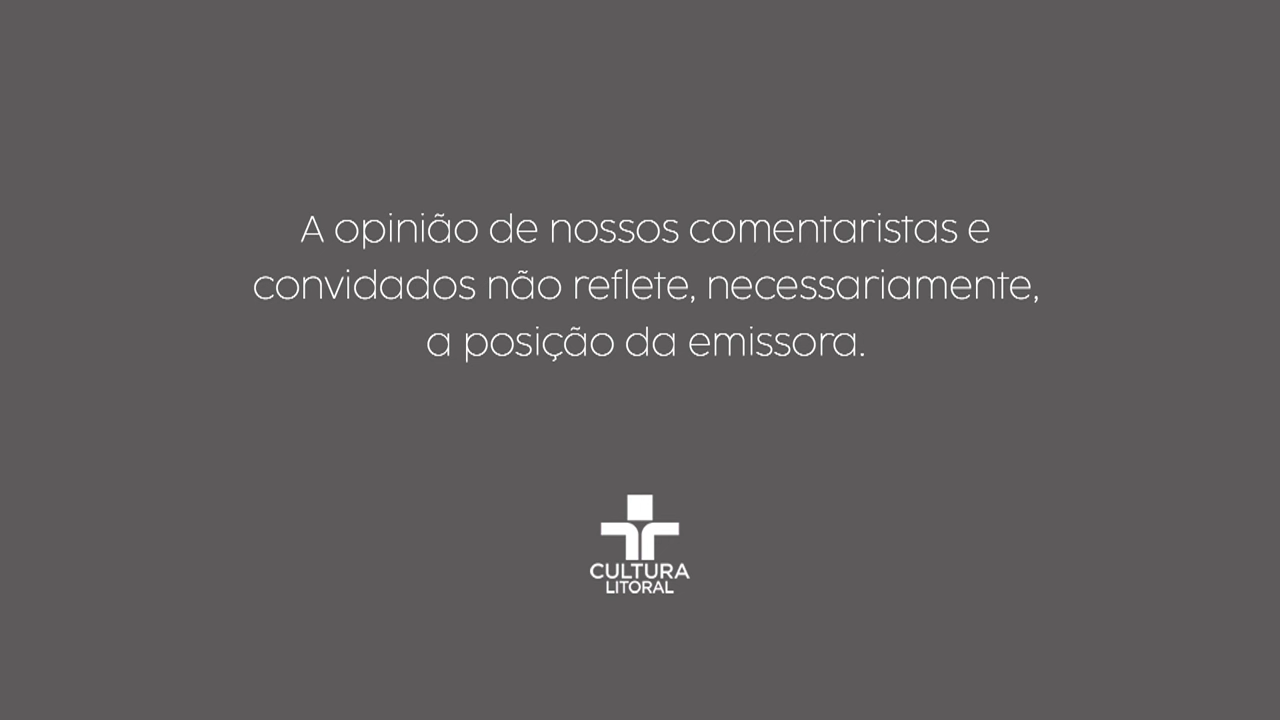 A opinião de nossos comentaristas e
convidados não reflete, necessariamente,
a posição da emissora.
CULTURA
LITORAL